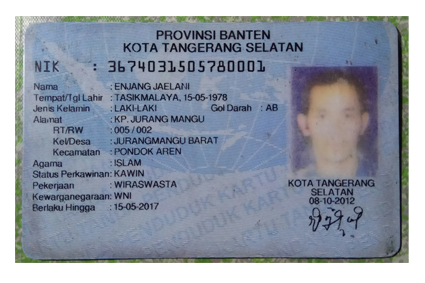 PROVINSI BANTEN
KOTA TANGERANG SELATAN
NIK : 3674031505780001
Nama : ENJANG JAELANI
Tempat/Tgl Lahir : TASIKMALAYA, 15-05-1978
Jenis Kelamin : LAKI-LAKI Gol Darah : AB
Alamat : KP. JURANG MANGU
RT/RW : 005 / 002
Kel/Desa : JURANGMANGU BARAT
Kecamatan : PONDOK AREN
Agama : ISLAM
Status Perkawinan: KAWIN
Pekerjaan : WIRASWASTA
Kewarganegaraan: WNI
Berlaku Hingga : 15-05-2017
KOTA TANGERANG
SELATAN
08-10-2012